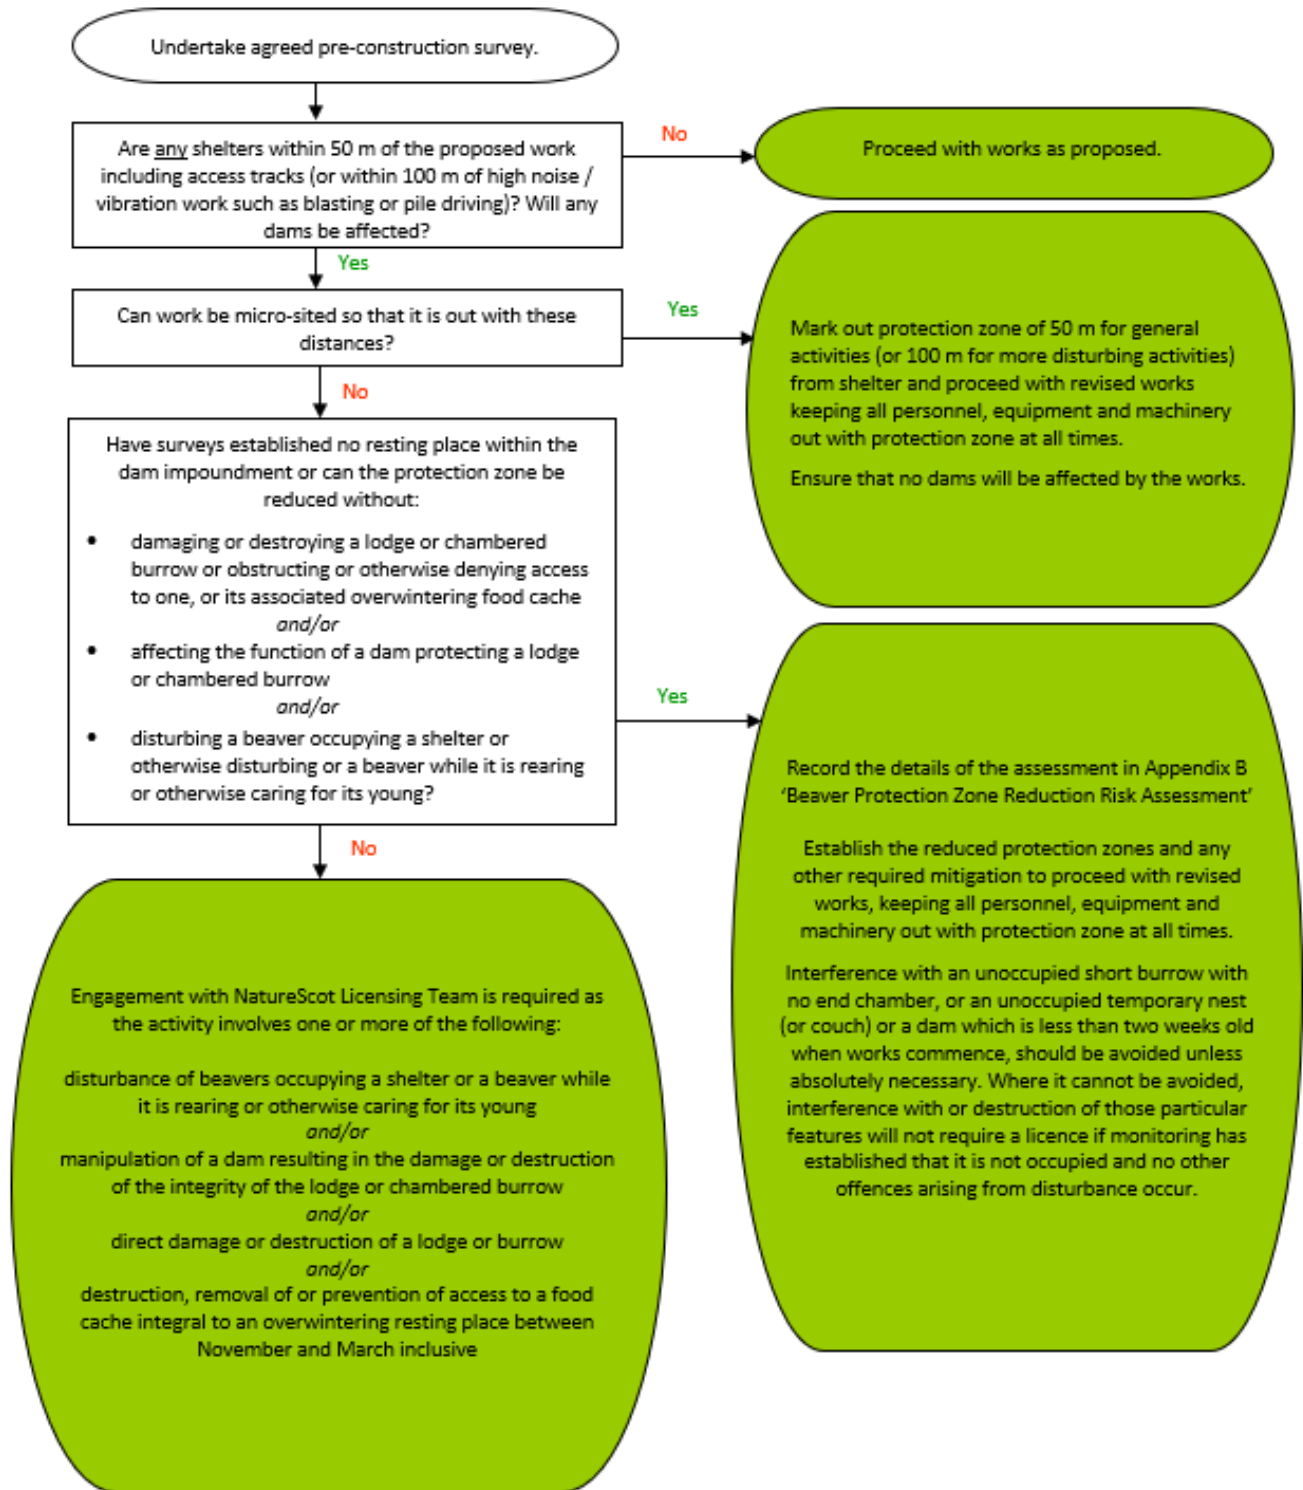 Undertake agreed pre-construction survey.
Are any shelters within 50 m of the proposed work
including access tracks (or within 100 m of high noise /
vibration work such as blasting or pile driving)? Will any
dams be affected?
No
Proceed with works as proposed.
Yes
Can work be micro-sited so that it is out with these
distances?
Yes
Mark out protection zone of 50 m for general
activities (or 100 m for more disturbing activities)
from shelter and proceed with revised works
keeping all personnel, equipment and machinery
out with protection zone at all times.
Ensure that no dams will be affected by the works.
No
Have surveys established no resting place within the
dam impoundment or can the protection zone be
reduced without:
• damaging or destroying a lodge or chambered
burrow or obstructing or otherwise denying access
to one, or its associated overwintering food cache
and/or
• affecting the function of a dam protecting a lodge
or chambered burrow
and/or
• disturbing a beaver occupying a shelter or
otherwise disturbing or a beaver while it is rearing
or otherwise caring for its young?
Yes
Record the details of the assessment in Appendix B
‘Beaver Protection Zone Reduction Risk Assessment’
Establish the reduced protection zones and any
other required mitigation to proceed with revised
works, keeping all personnel, equipment and
machinery out with protection zone at all times.
Interference with an unoccupied short burrow with
no end chamber, or an unoccupied temporary nest
(or couch) or a dam which is less than two weeks old
when works commence, should be avoided unless
absolutely necessary. Where it cannot be avoided,
interference with or destruction of those particular
features will not require a licence if monitoring has
established that it is not occupied and no other
offences arising from disturbance occur.
No
Engagement with NatureScot Licensing Team is required as
the activity involves one or more of the following:
disturbance of beavers occupying a shelter or a beaver while
it is rearing or otherwise caring for its young
and/or
manipulation of a dam resulting in the damage or destruction
of the integrity of the lodge or chambered burrow
and/or
direct damage or destruction of a lodge or burrow
and/or
destruction, removal of or prevention of access to a food
cache integral to an overwintering resting place between
November and March inclusive